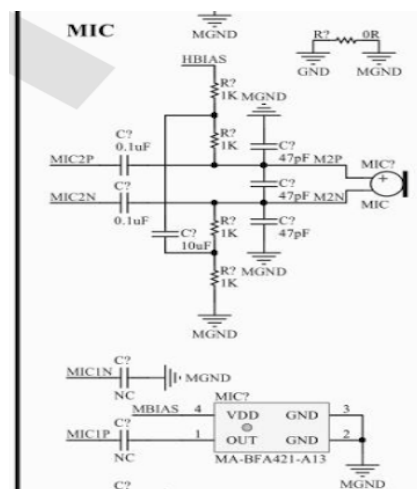 MIC
MGND
R? 0R
GND MGND
HBIAS
R?
1K
MGND
R?
1K
C?
47pF
C?
0.1uF
MIC2P
M2P
MIC?
C?
47pF
C?
MIC2N
M2N
MIC
0.1uF
R?
1K
C?
47pF
C?
10uF
MGND
R?
1K
MGND
C?
MIC1N
MGND
NC
MIC?
MBIAS 4 VDD GND 3
C?
MIC1P 1 OUT GND 2
NC
MA-BFA421-A13
C?
MGND